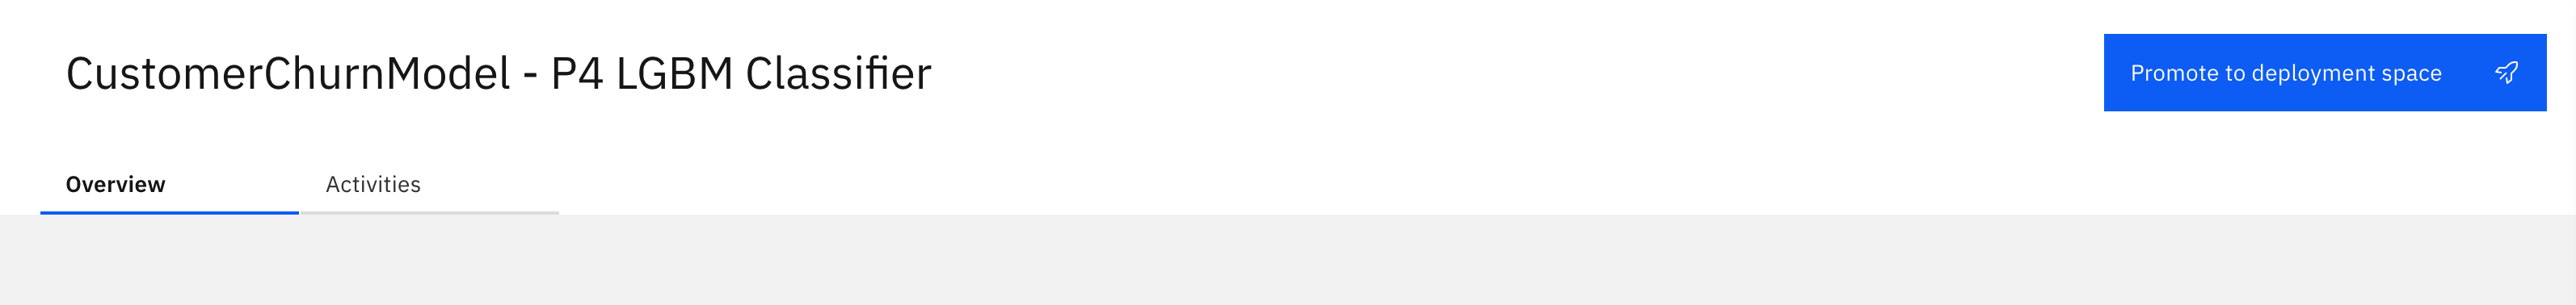 CustomerChurnModel - P4 LGBM Classifier
Promote to deployment space
Overview
Activities